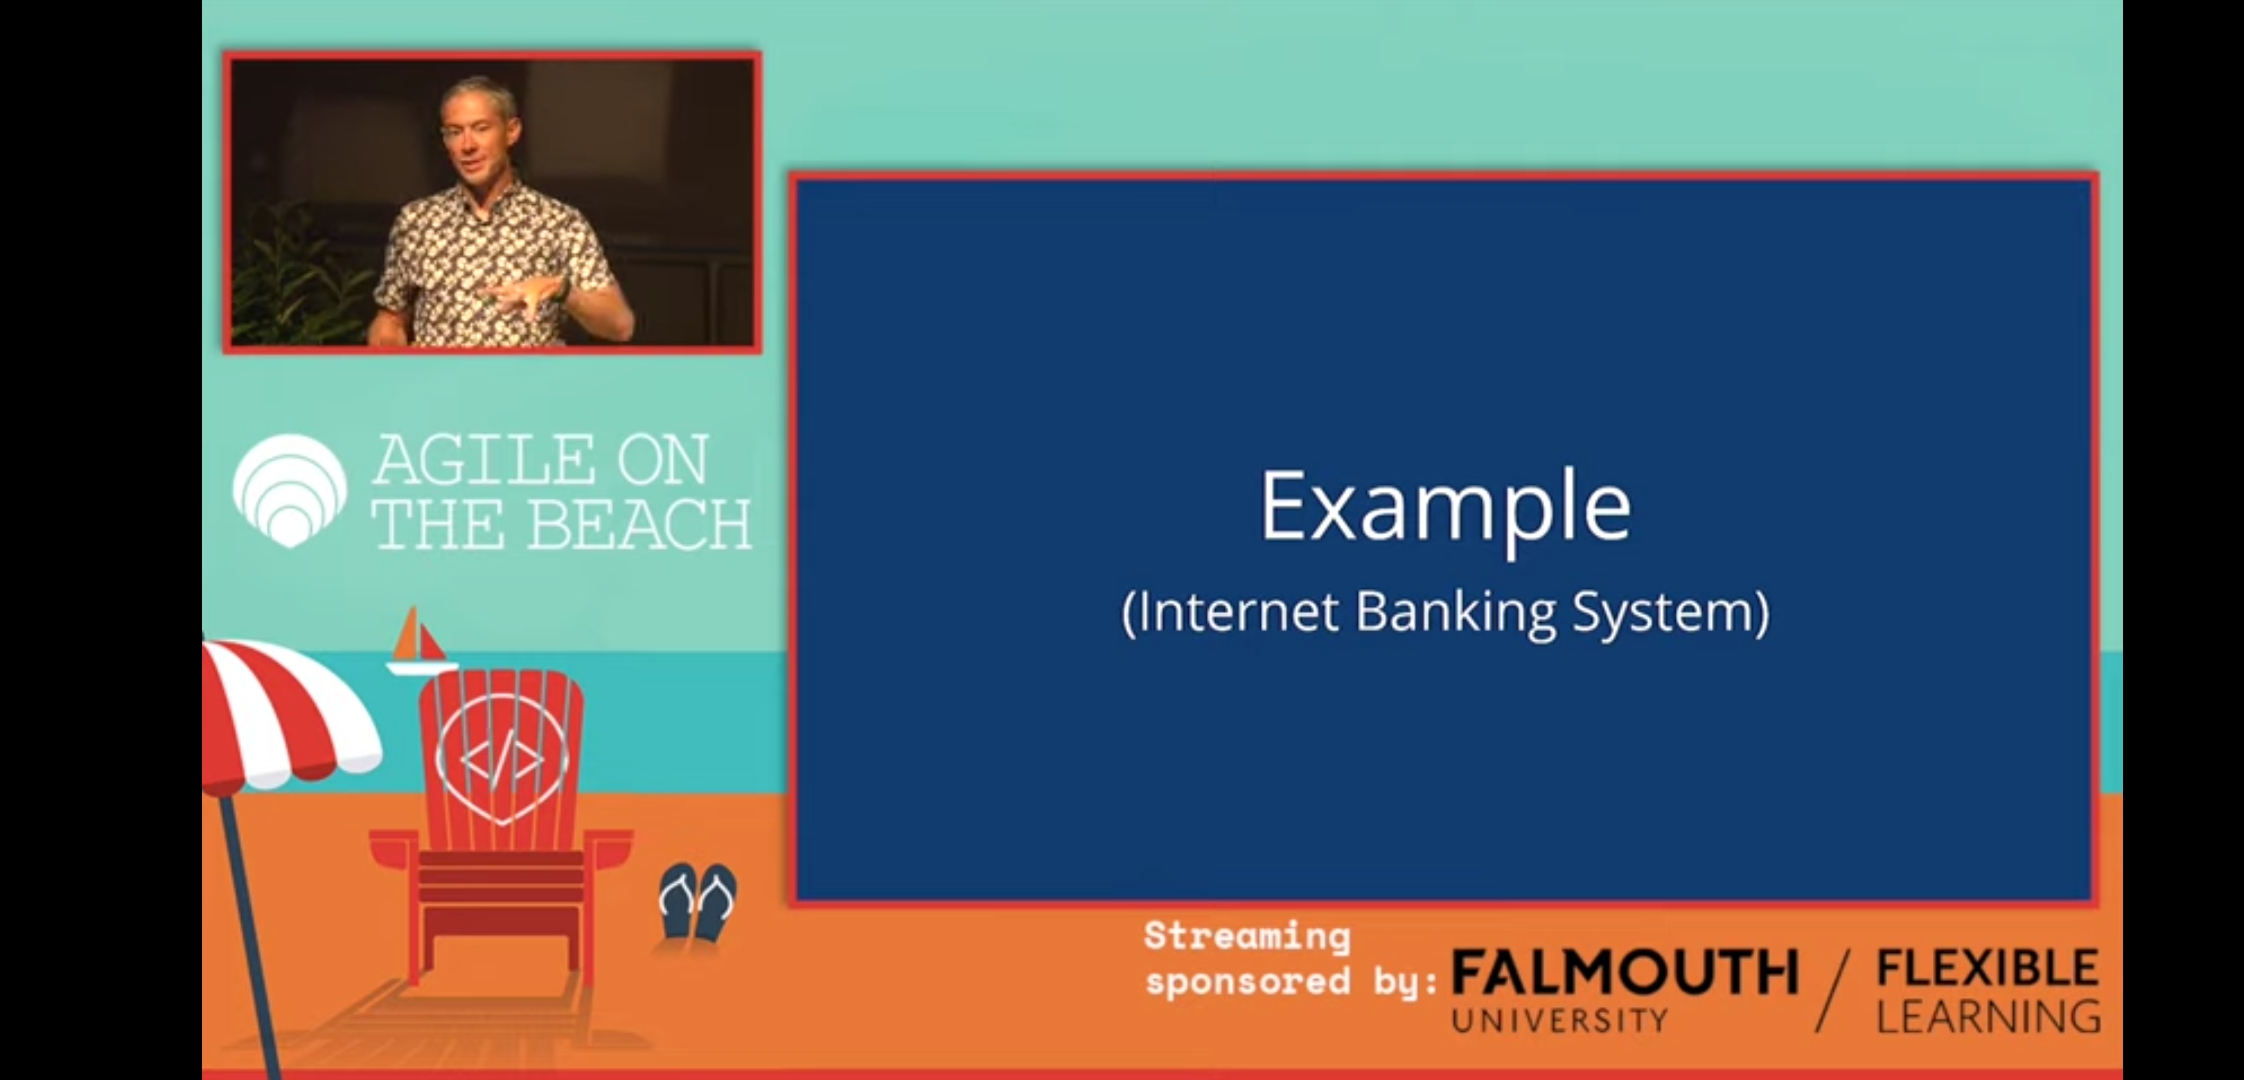 AGILE ON
THE BEACH
</>
Example
(Internet Banking System)
Streaming
sponsored by:
FALMOUTH
UNIVERSITY
FLEXIBLE
LEARNING